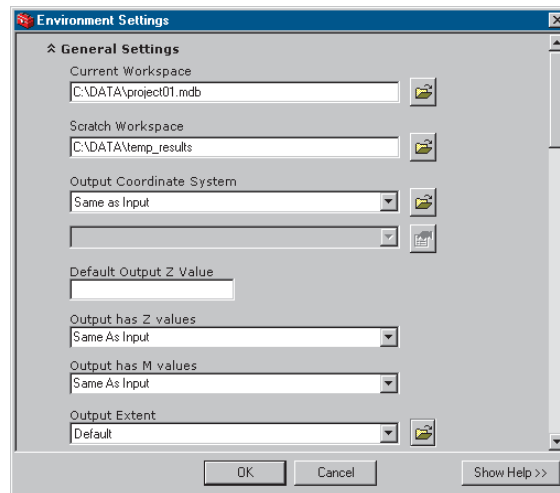 Environment Settings
General Settings
Current Workspace
C:\DATA\project01.mdb
Scratch Workspace
C:\DATA\temp_results
Output Coordinate System
Same as Input
Default Output Z Value
Output has Z values
Same As Input
Output has M values
Same As Input
Output Extent
Default
OK Cancel Show Help >>